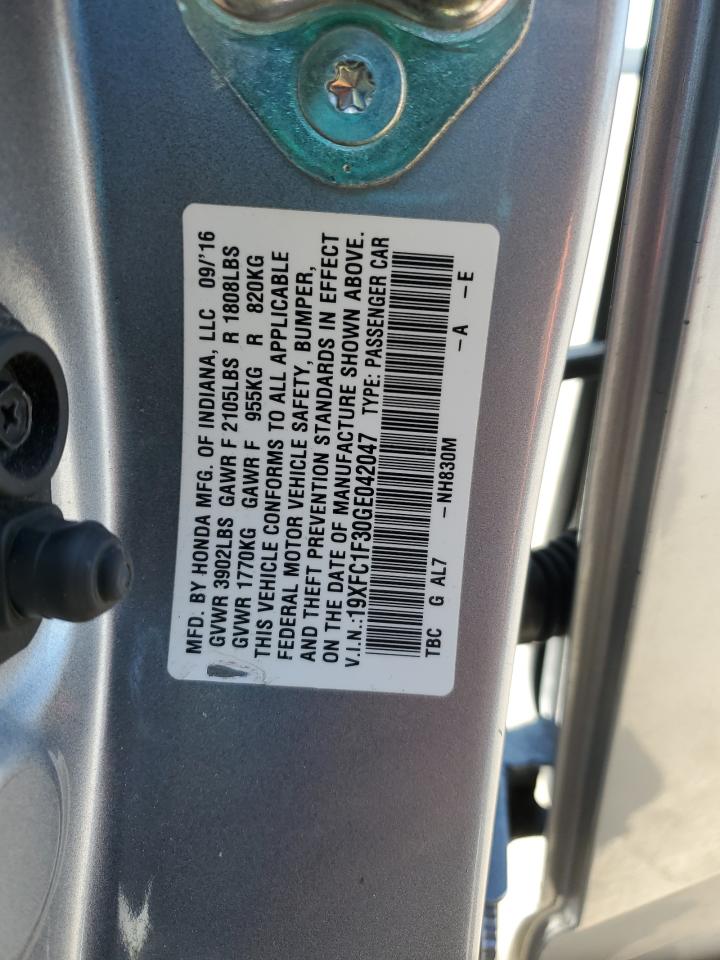 MFD. BY HONDA MFG. OF INDIANA, LLC 09/'16
GVWR 3902LBS GAWR F 2105LBS R 1808LBS
GVWR 1770KG GAWR F 955KG R 820KG
THIS VEHICLE CONFORMS TO ALL APPLICABLE
FEDERAL MOTOR VEHICLE SAFETY, BUMPER,
AND THEFT PREVENTION STANDARDS IN EFFECT
ON THE DATE OF MANUFACTURE SHOWN ABOVE.
V.I.N.:19XFC1F30GE042047 TYPE: PASSENGER CAR
TBC G AL7 -NH830M -A -E